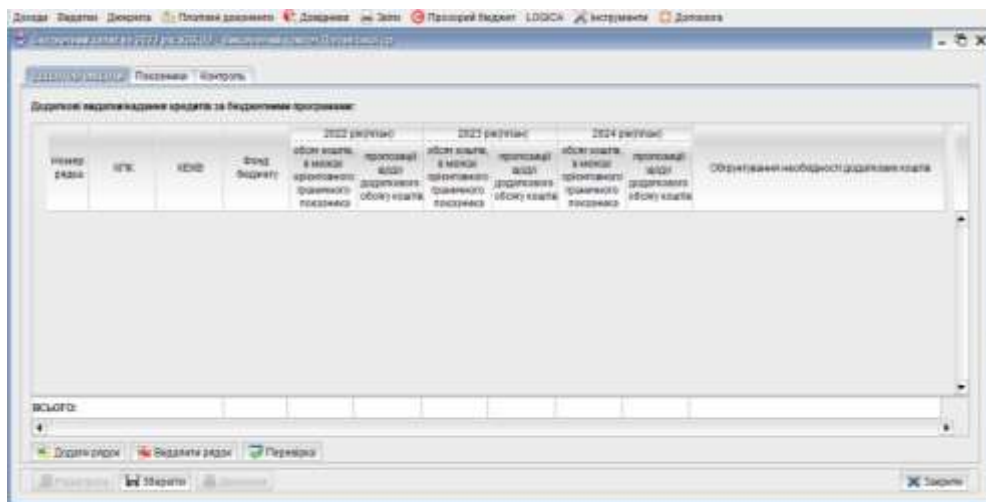 Доходи Видатки Джерела Платіжні документи Довідники Звіти Прозорий бюджет LOGICA Інструменти Допомога
Показники Контроль
Додаткові видатки/надання кредитів за бюджетними програмами:
Номер рядка
КПК
КЕКВ
Фонд бюджету
2022 рік(план)
2023 рік(план)
2024 рік(план)
обсяг коштів, в межах орієнтовного граничного показника
пропозиції щодо додаткового обсягу коштів
обсяг коштів, в межах орієнтовного граничного показника
пропозиції щодо додаткового обсягу коштів
обсяг коштів, в межах орієнтовного граничного показника
пропозиції щодо додаткового обсягу коштів
Обґрунтування необхідності додаткових коштів
ВСЬОГО:
Додати рядок Видалити рядок Перевірка
Зберегти
Закрити